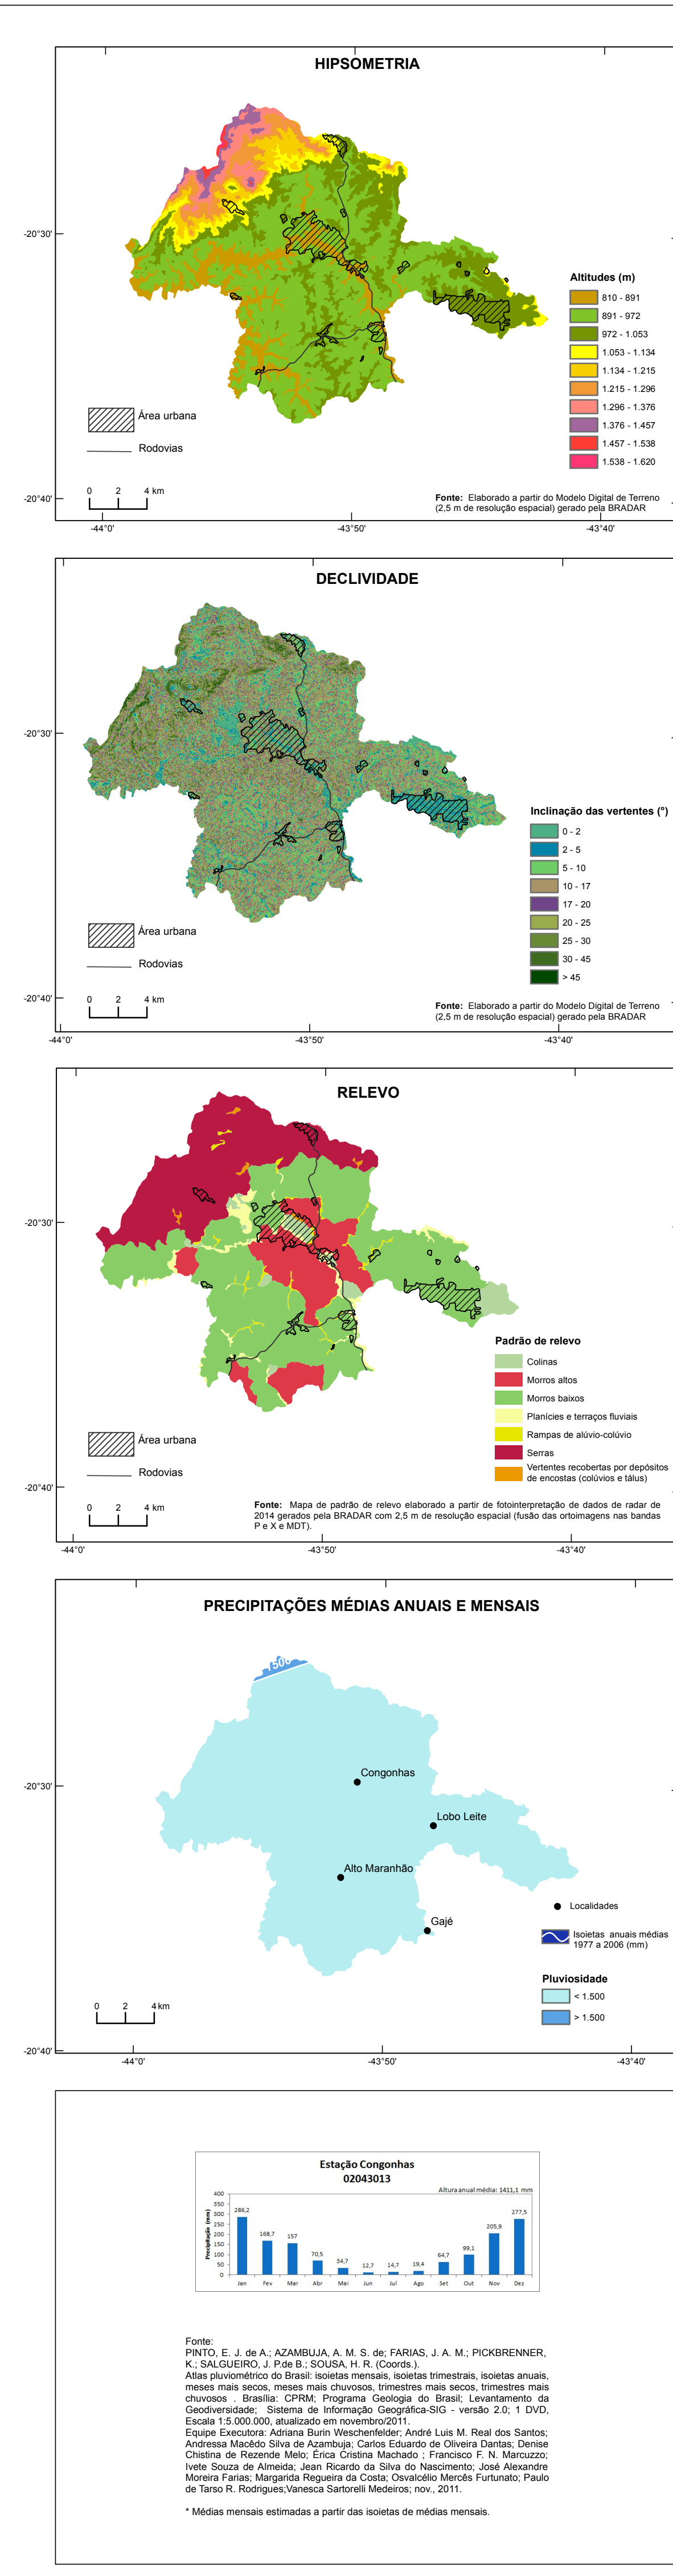 HIPSOMETRIA
-20°30'
Altitudes (m)
810 - 891
891 - 972
972 - 1.053
1.053 - 1.134
1.134 - 1.215
1.215 - 1.296
1.296 - 1.376
1.376 - 1.457
1.457 - 1.538
1.538 - 1.620
Área urbana
Rodovias
0 2 4 km
Fonte: Elaborado a partir do Modelo Digital de Terreno
(2,5 m de resolução espacial) gerado pela BRADAR
-20°40'
-44°0' -43°50' -43°40'
DECLIVIDADE
-20°30'
Inclinação das vertentes (°)
0 - 2
2 - 5
5 - 10
10 - 17
17 - 20
20 - 25
25 - 30
30 - 45
> 45
Área urbana
Rodovias
0 2 4 km
Fonte: Elaborado a partir do Modelo Digital de Terreno
(2,5 m de resolução espacial) gerado pela BRADAR
-20°40'
-44°0' -43°50' -43°40'
RELEVO
-20°30'
Padrão de relevo
Colinas
Morros altos
Morros baixos
Planícies e terraços fluviais
Rampas de alúvio-colúvio
Serras
Vertentes recobertas por depósitos
de encostas (colúvios e tálus)
Área urbana
Rodovias
0 2 4 km
Fonte: Mapa de padrão de relevo elaborado a partir de fotointerpretação de dados de radar de
2014 gerados pela BRADAR com 2,5 m de resolução espacial (fusão das ortoimagens nas bandas
P e X e MDT).
-20°40'
-44°0' -43°50' -43°40'
PRECIPITAÇÕES MÉDIAS ANUAIS E MENSAIS
-20°30'
Congonhas
Lobo Leite
Alto Maranhão
Gajé
Localidades
Isoietas anuais médias
1977 a 2006 (mm)
Pluviosidade
< 1.500
> 1.500
0 2 4 km
-20°40'
-44°0' -43°50' -43°40'
Estação Congonhas
02043013
Altura anual média: 1411,1 mm
Precipitação (mm)
400
350
300
250
200
150
100
50
0
286,2 168,7 157 70,5 34,7 12,7 14,7 19,4 64,7 99,1 205,9 277,5
Jan Fev Mar Abr Mai Jun Jul Ago Set Out Nov Dez
Fonte:
PINTO, E. J. de A.; AZAMBUJA, A. M. S. de; FARIAS, J. A. M.; PICKBRENNER,
K.; SALGUEIRO, J. P.de B.; SOUSA, H. R. (Coords.).
Atlas pluviométrico do Brasil: isoietas mensais, isoietas trimestrais, isoietas anuais,
meses mais secos, meses mais chuvosos, trimestres mais secos, trimestres mais
chuvosos . Brasília: CPRM; Programa Geologia do Brasil; Levantamento da
Geodiversidade; Sistema de Informação Geográfica-SIG - versão 2.0; 1 DVD,
Escala 1:5.000.000, atualizado em novembro/2011.
Equipe Executora: Adriana Burin Weschenfelder; André Luis M. Real dos Santos;
Andressa Macêdo Silva de Azambuja; Carlos Eduardo de Oliveira Dantas; Denise
Chistina de Rezende Melo; Érica Cristina Machado ; Francisco F. N. Marcuzzo;
Ivete Souza de Almeida; Jean Ricardo da Silva do Nascimento; José Alexandre
Moreira Farias; Margarida Regueira da Costa; Osvalcélio Mercês Furtunato; Paulo
de Tarso R. Rodrigues;Vanesca Sartorelli Medeiros; nov., 2011.
* Médias mensais estimadas a partir das isoietas de médias mensais.